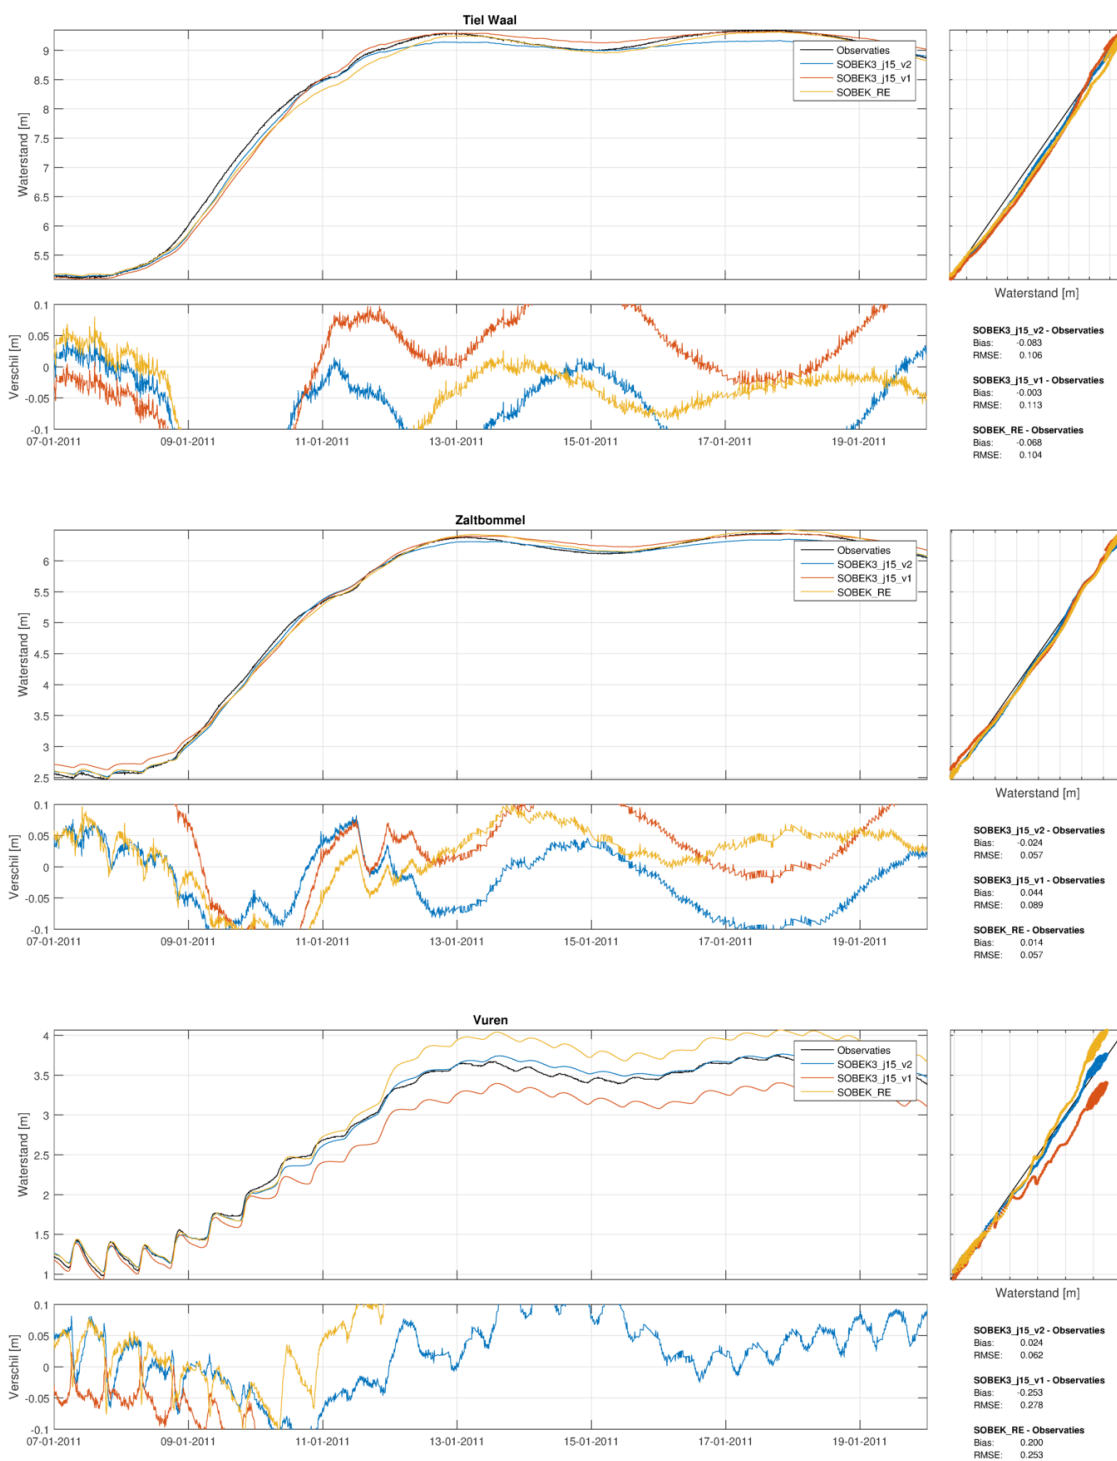 Tiel Waal
Waterstand [m]
9
8.5
8
7.5
7
6.5
6
5.5
Observaties
SOBEK3_j15_v2
SOBEK3_j15_v1
SOBEK_RE
Waterstand [m]
Verschil [m]
0.1
0.05
0
-0.05
-0.1
07-01-2011 09-01-2011 11-01-2011 13-01-2011 15-01-2011 17-01-2011 19-01-2011
SOBEK3_j15_v2 - Observaties
Bias: -0.083
RMSE: 0.106
SOBEK3_j15_v1 - Observaties
Bias: -0.003
RMSE: 0.113
SOBEK_RE - Observaties
Bias: -0.068
RMSE: 0.104
Zaltbommel
Waterstand [m]
6
5.5
5
4.5
4
3.5
3
2.5
Observaties
SOBEK3_j15_v2
SOBEK3_j15_v1
SOBEK_RE
Waterstand [m]
Verschil [m]
0.1
0.05
0
-0.05
-0.1
07-01-2011 09-01-2011 11-01-2011 13-01-2011 15-01-2011 17-01-2011 19-01-2011
SOBEK3_j15_v2 - Observaties
Bias: -0.024
RMSE: 0.057
SOBEK3_j15_v1 - Observaties
Bias: 0.044
RMSE: 0.089
SOBEK_RE - Observaties
Bias: 0.014
RMSE: 0.057
Vuren
Waterstand [m]
4
3.5
3
2.5
2
1.5
1
Observaties
SOBEK3_j15_v2
SOBEK3_j15_v1
SOBEK_RE
Waterstand [m]
Verschil [m]
0.1
0.05
0
-0.05
-0.1
07-01-2011 09-01-2011 11-01-2011 13-01-2011 15-01-2011 17-01-2011 19-01-2011
SOBEK3_j15_v2 - Observaties
Bias: 0.024
RMSE: 0.062
SOBEK3_j15_v1 - Observaties
Bias: -0.253
RMSE: 0.278
SOBEK_RE - Observaties
Bias: 0.200
RMSE: 0.253